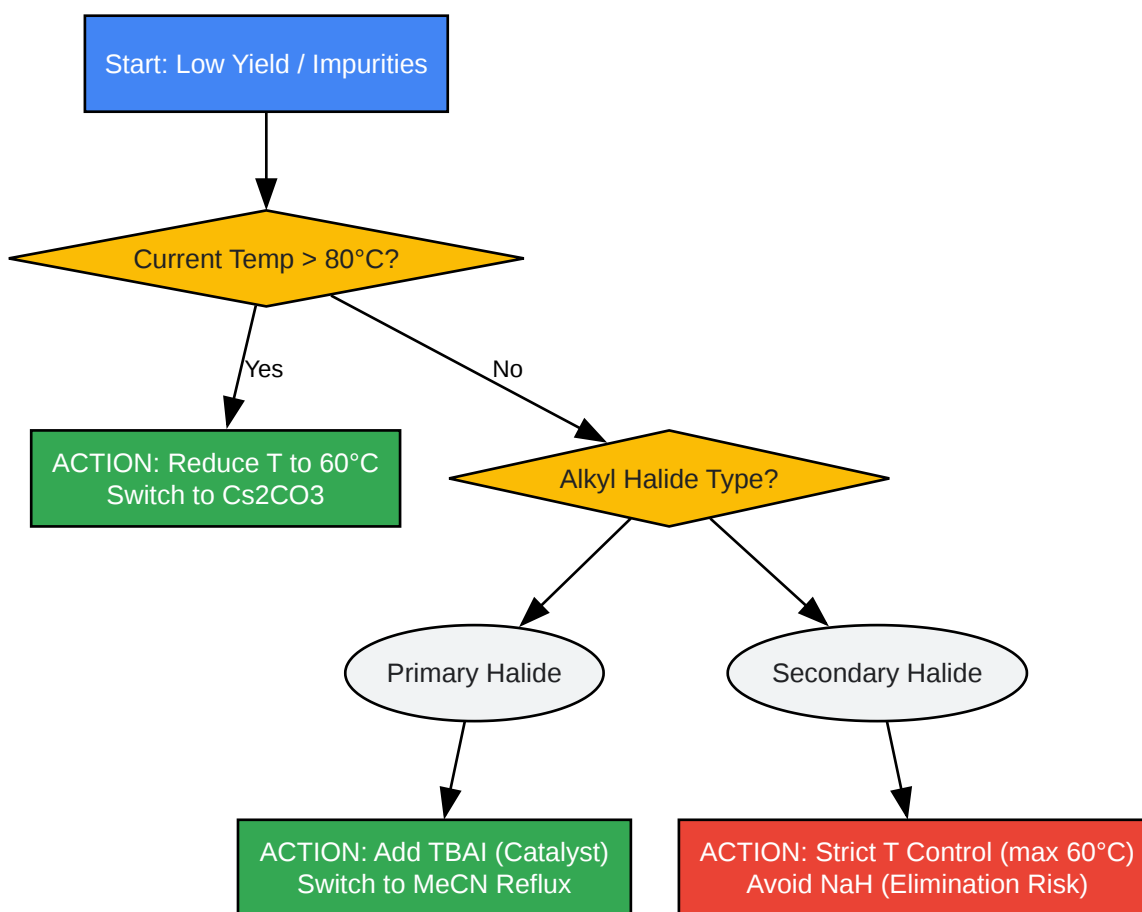 Start: Low Yield / Impurities
Current Temp > 80°C?
Yes
No
ACTION: Reduce T to 60°C
Switch to Cs2CO3
Alkyl Halide Type?
Primary Halide
Secondary Halide
ACTION: Add TBAI (Catalyst)
Switch to MeCN Reflux
ACTION: Strict T Control (max 60°C)
Avoid NaH (Elimination Risk)